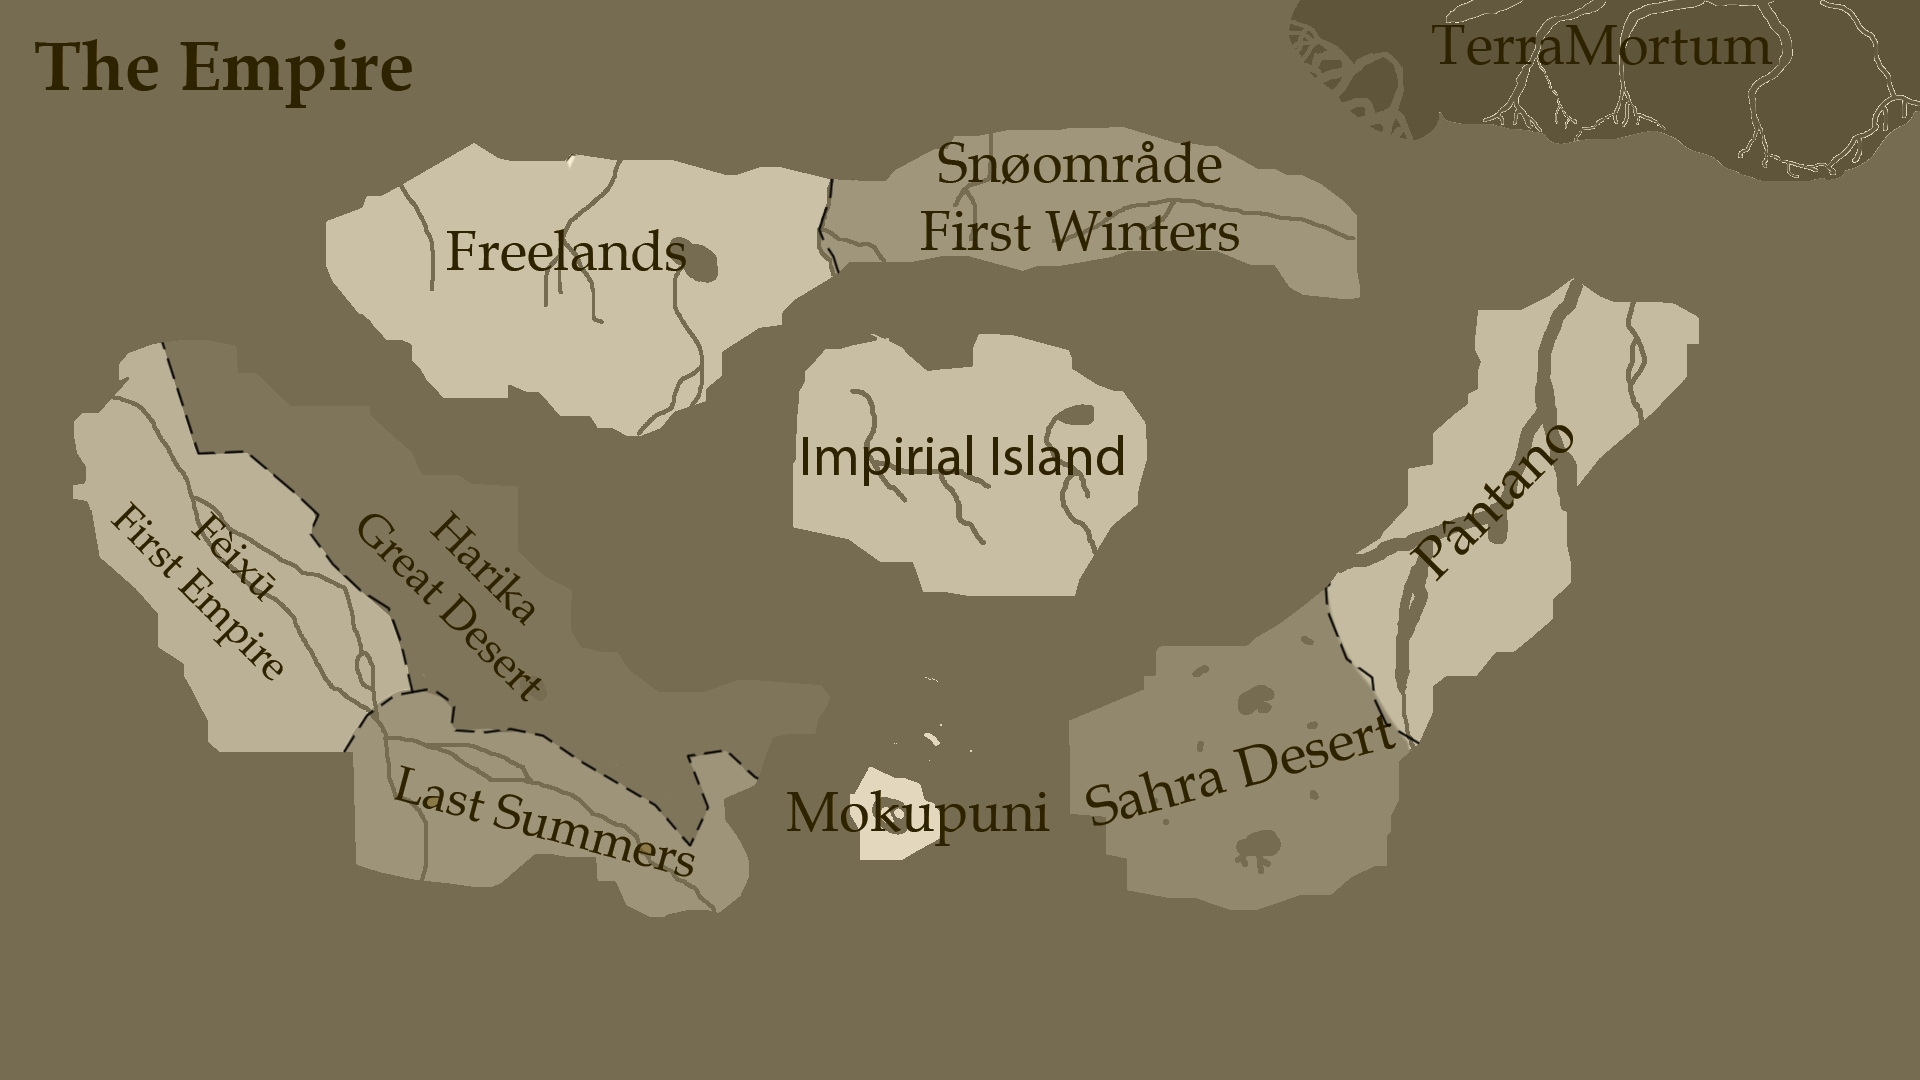 The Empire
TerraMortum
Snøområde
First Winters
Freelands
Impirial Island
Pântano
Fèixū
First Empire
Harika
Great Desert
Last Summers
Mokupuni
Sahra Desert